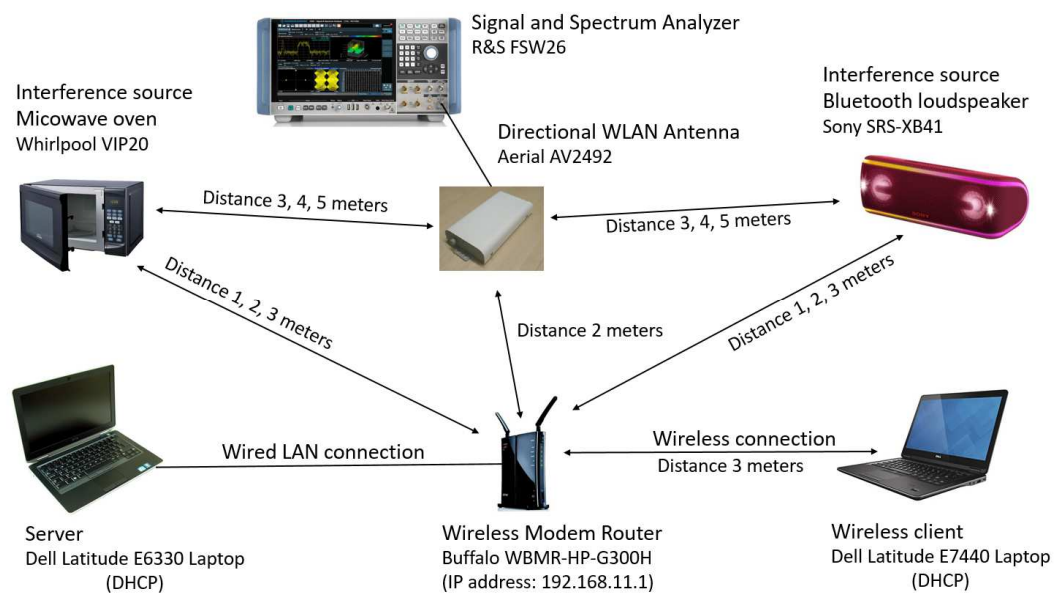 Signal and Spectrum Analyzer
R&S FSW26
Interference source
Micowave oven
Whirlpool VIP20
Directional WLAN Antenna
Aerial AV2492
Interference source
Bluetooth loudspeaker
Sony SRS-XB41
Distance 3, 4, 5 meters
Distance 3, 4, 5 meters
Distance 1, 2, 3 meters
Distance 2 meters
Distance 1, 2, 3 meters
Wired LAN connection
Wireless connection
Distance 3 meters
Server
Dell Latitude E6330 Laptop
(DHCP)
Wireless Modem Router
Buffalo WBMR-HP-G300H
(IP address: 192.168.11.1)
Wireless client
Dell Latitude E7440 Laptop
(DHCP)